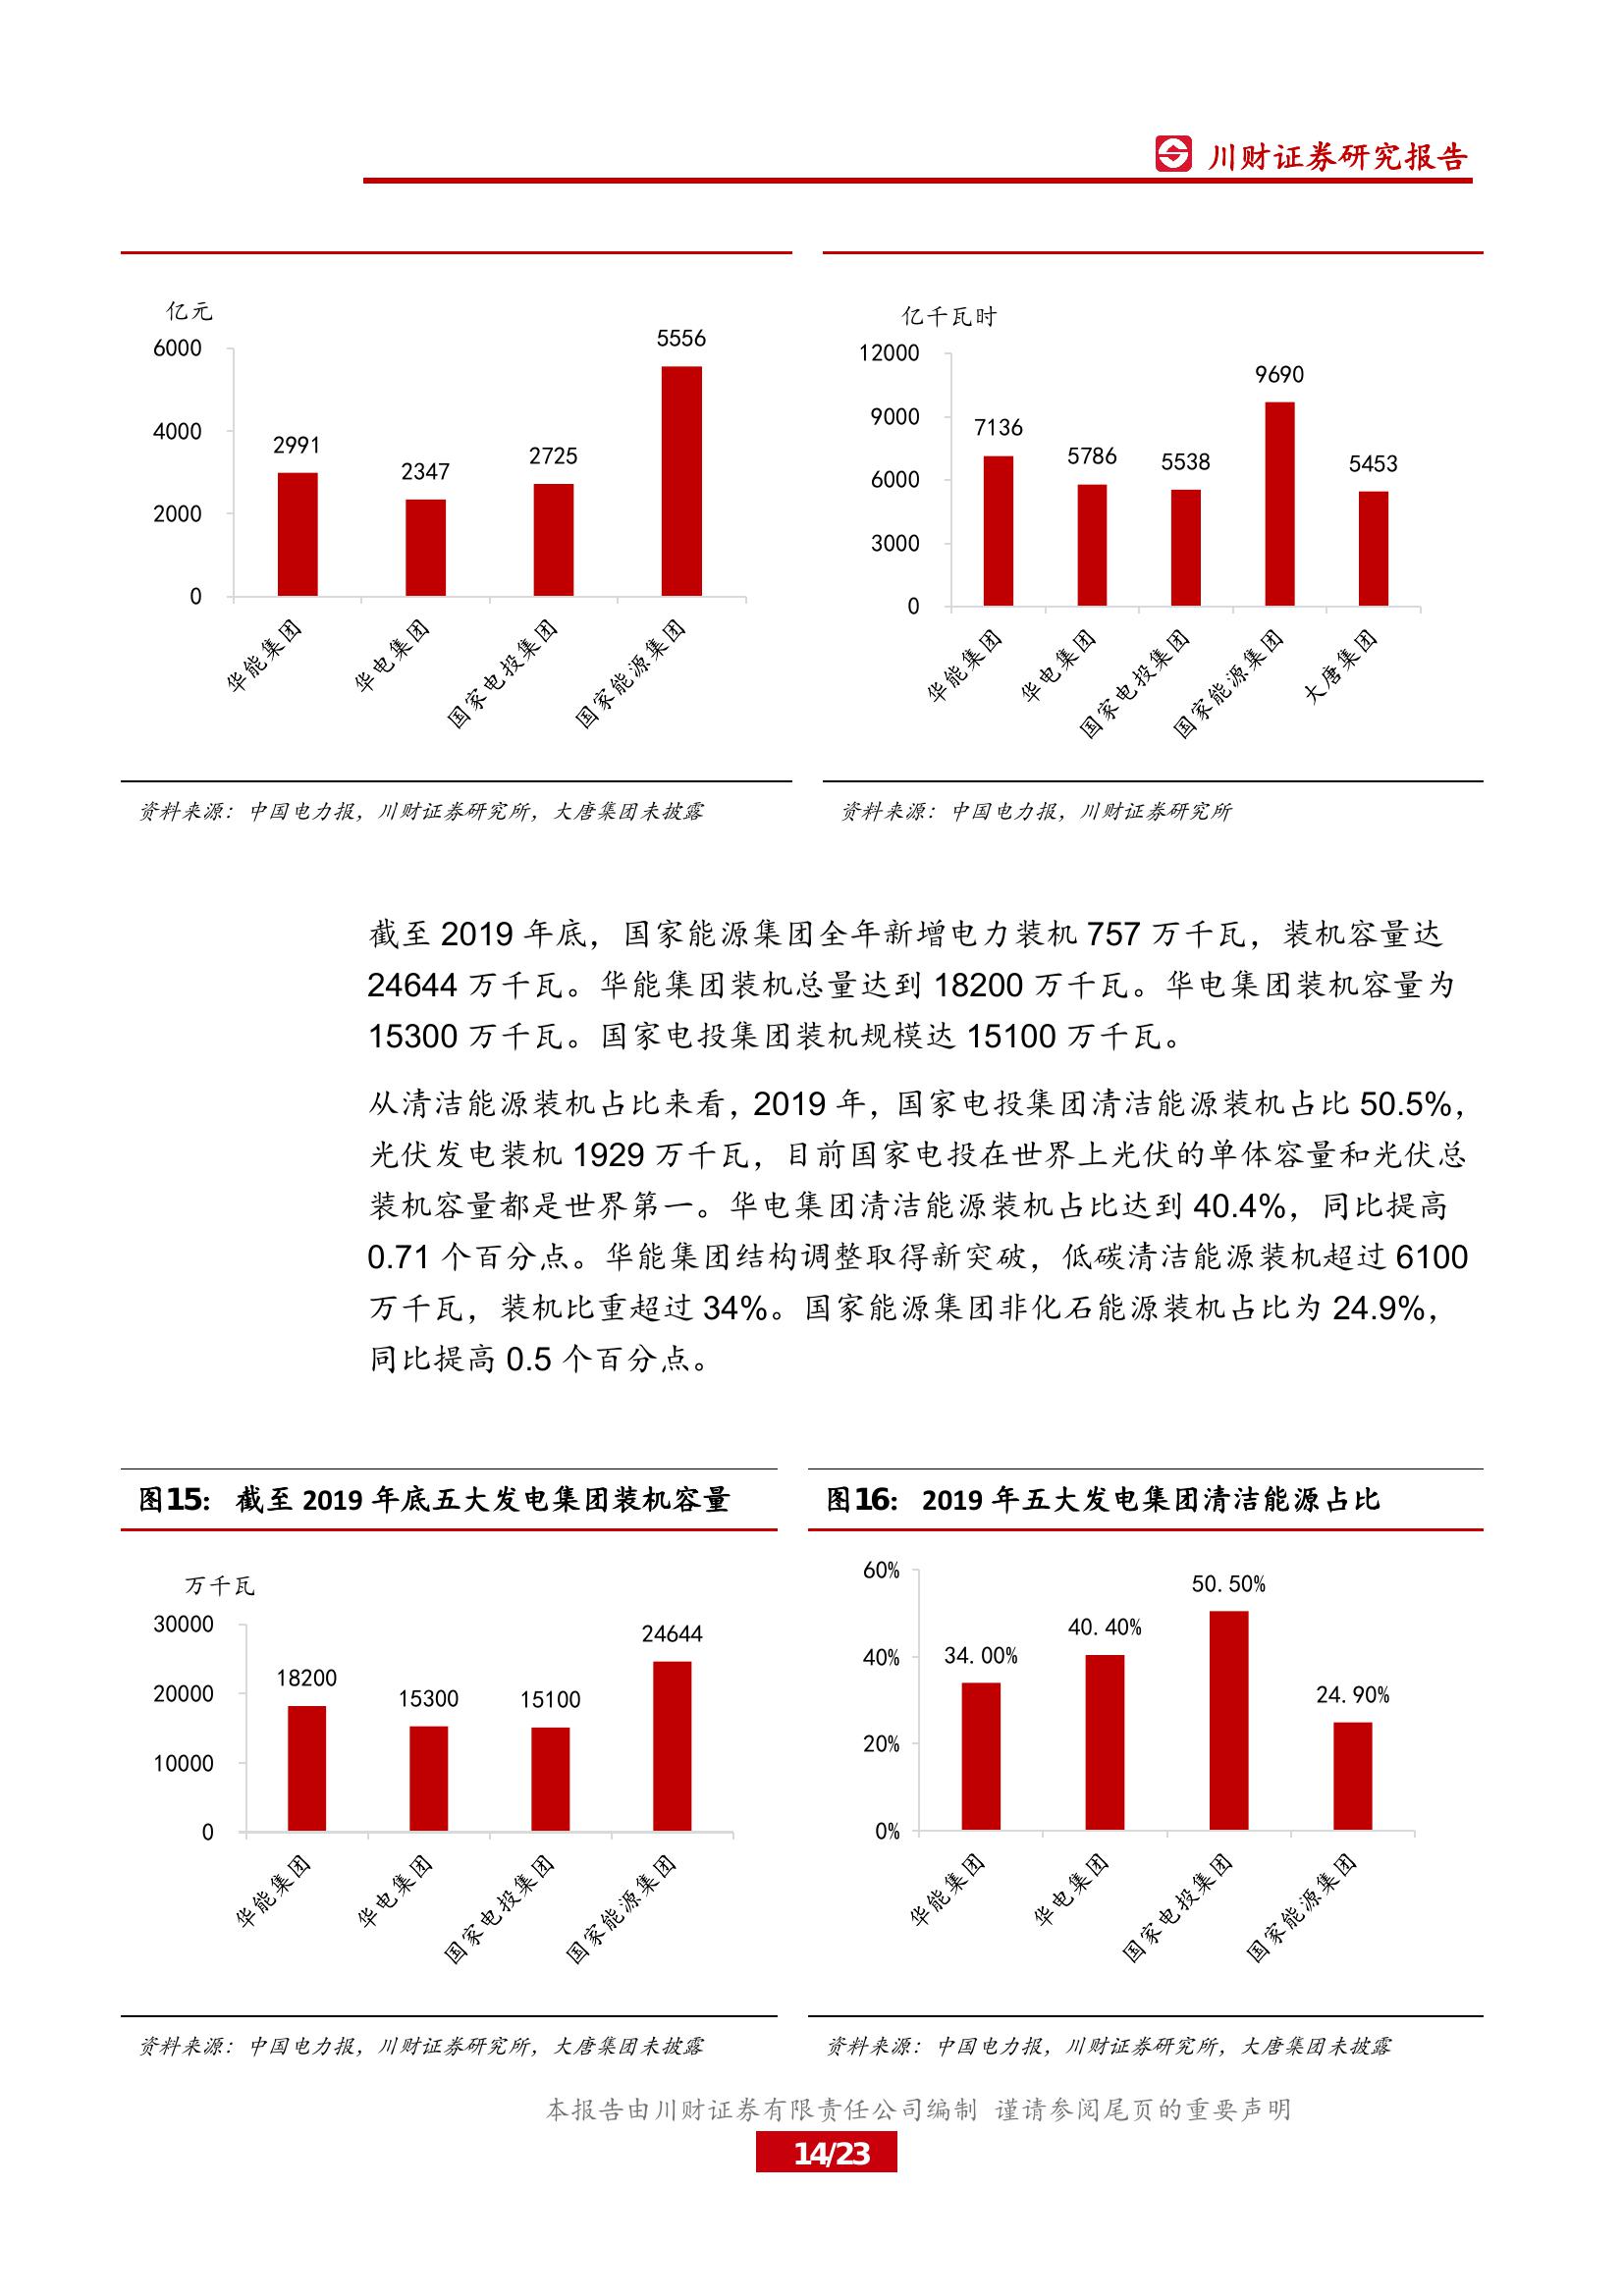 川财证券研究报告
亿元
6000
4000
2000
0
2991
2347
2725
5556
华能集团
华电集团
国家电投集团
国家能源集团
资料来源：中国电力报，川财证券研究所，大唐集团未披露
亿千瓦时
12000
9000
6000
3000
0
7136
5786
5538
9690
5453
华能集团
华电集团
国家电投集团
国家能源集团
大唐集团
资料来源：中国电力报，川财证券研究所
截至 2019 年底，国家能源集团全年新增电力装机 757 万千瓦，装机容量达
24644 万千瓦。华能集团装机总量达到 18200 万千瓦。华电集团装机容量为
15300 万千瓦。国家电投集团装机规模达 15100 万千瓦。
从清洁能源装机占比来看，2019 年，国家电投集团清洁能源装机占比 50.5%，
光伏发电装机 1929 万千瓦，目前国家电投在世界上光伏的单体容量和光伏总
装机容量都是世界第一。华电集团清洁能源装机占比达到 40.4%，同比提高
0.71 个百分点。华能集团结构调整取得新突破，低碳清洁能源装机超过 6100
万千瓦，装机比重超过 34%。国家能源集团非化石能源装机占比为 24.9%，
同比提高 0.5 个百分点。
图15： 截至 2019 年底五大发电集团装机容量
万千瓦
30000
20000
10000
0
18200
15300
15100
24644
华能集团
华电集团
国家电投集团
国家能源集团
资料来源：中国电力报，川财证券研究所，大唐集团未披露
图16： 2019 年五大发电集团清洁能源占比
60%
40%
20%
0%
34.00%
40.40%
50.50%
24.90%
华能集团
华电集团
国家电投集团
国家能源集团
资料来源：中国电力报，川财证券研究所，大唐集团未披露
本报告由川财证券有限责任公司编制 谨请参阅尾页的重要声明
14/23